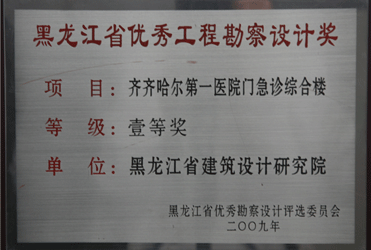 黑龙江省优秀工程勘察设计奖
项 目：齐齐哈尔第一医院门急诊综合楼
等 级：壹等奖
单 位：黑龙江省建筑设计研究院
黑龙江省优秀勘察设计评选委员会
二〇〇九年